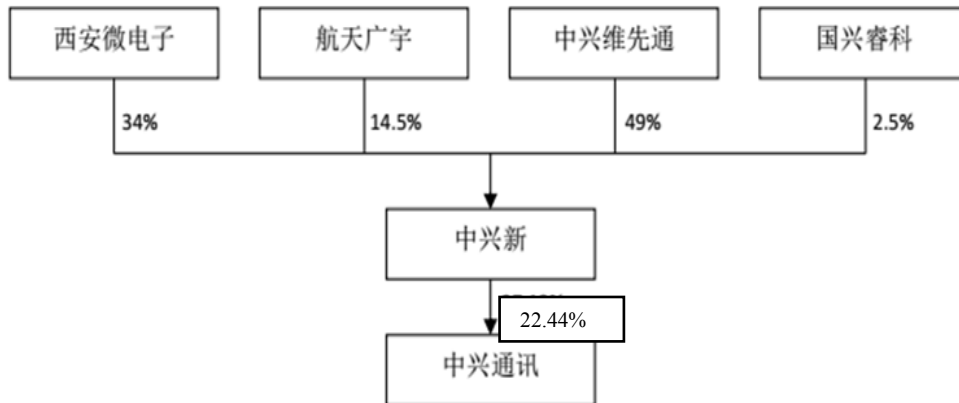 西安微电子
航天广宇
中兴维先通
国兴睿科
34%
14.5%
49%
2.5%
中兴新
22.44%
中兴通讯